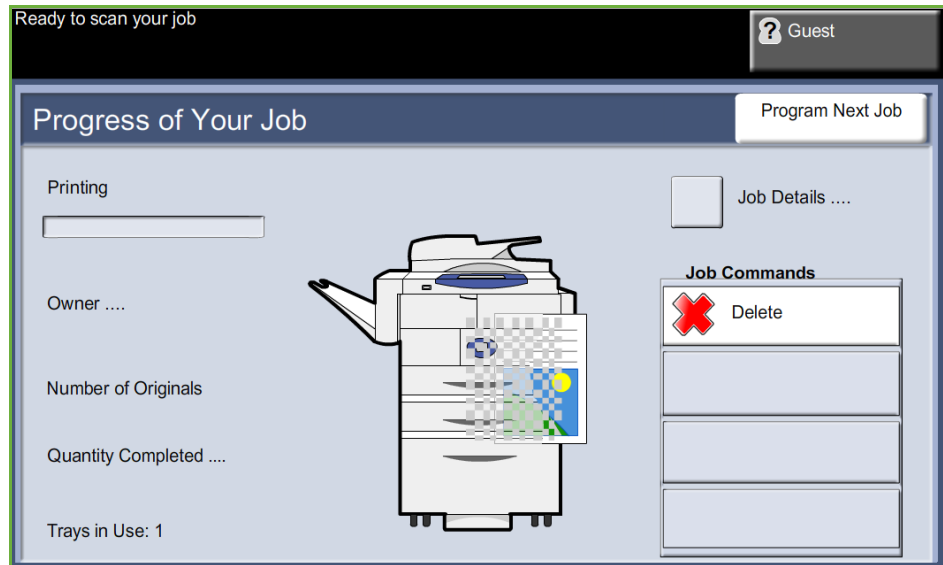 Ready to scan your job
? Guest
Progress of Your Job
Program Next Job
Printing
Job Details ....
Job Commands
Owner ....
Delete
Number of Originals
Quantity Completed ....
Trays in Use: 1